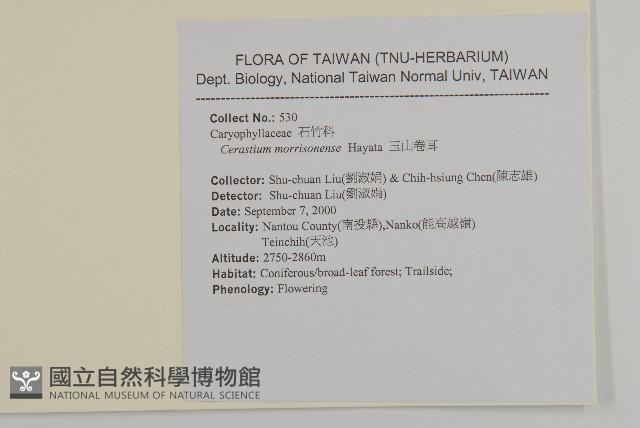 FLORA OF TAIWAN (TNU-HERBARIUM)
Dept. Biology, National Taiwan Normal Univ, TAIWAN
Collect No.: 530
Caryophyllaceae 石竹科
Cerastium morrisonense Hayata 玉山卷耳
Collector: Shu-chuan Liu(劉淑娟) & Chih-hsiung Chen(陳志雄)
Detector: Shu-chuan Liu(劉淑娟)
Date: September 7, 2000
Locality: Nantou County(南投縣),Nanko(能高越嶺)
Teinchih(天池)
Altitude: 2750-2860m
Habitat: Coniferous/broad-leaf forest; Trailside;
Phenology: Flowering
國立自然科學博物館
NATIONAL MUSEUM OF NATURAL SCIENCE